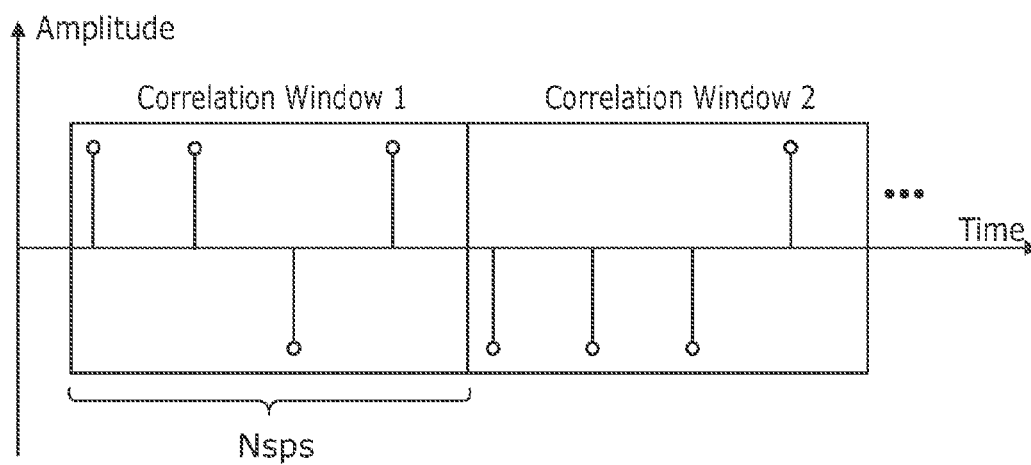 Amplitude
Correlation Window 1
Correlation Window 2
Time
Nsps